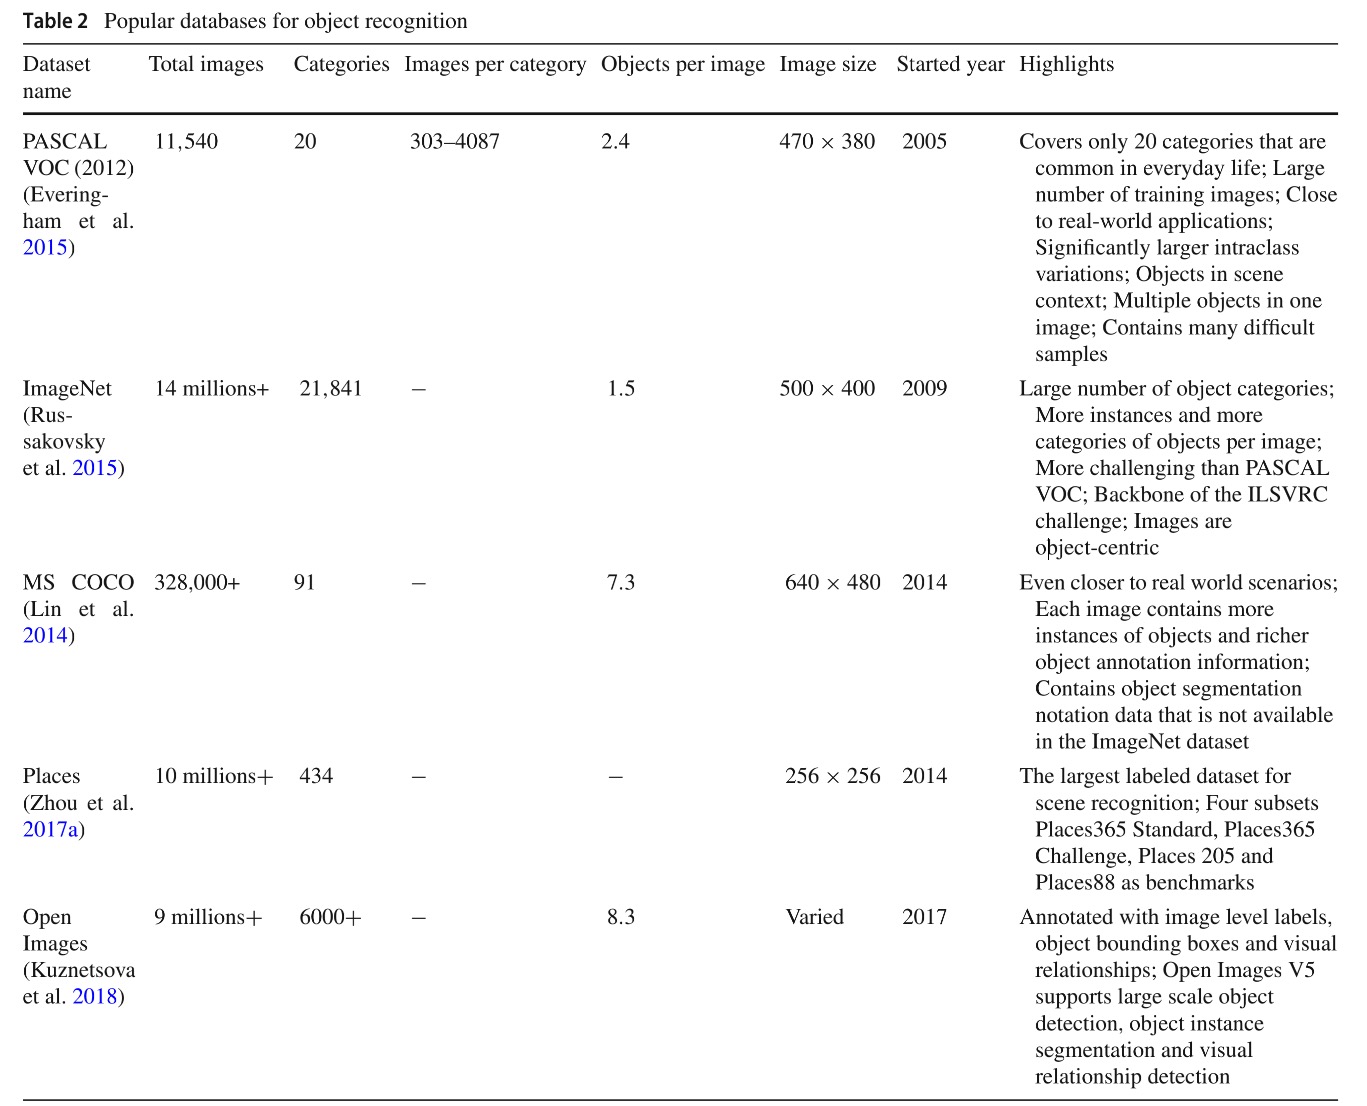 Table 2 Popular databases for object recognition
Dataset name Total images Categories Images per category Objects per image Image size Started year Highlights
PASCAL 11,540 20 303–4087 2.4 470 × 380 2005 Covers only 20 categories that are
VOC (2012) common in everyday life; Large
(Evering- number of training images; Close
ham et al. to real-world applications;
2015) Significantly larger intraclass
variations; Objects in scene
context; Multiple objects in one
image; Contains many difficult
samples
ImageNet 14 millions+ 21,841 – 1.5 500 × 400 2009 Large number of object categories;
(Rus- More instances and more
sakovsky categories of objects per image;
et al. 2015) More challenging than PASCAL
VOC; Backbone of the ILSVRC
challenge; Images are
object-centric
MS COCO 328,000+ 91 – 7.3 640 × 480 2014 Even closer to real world scenarios;
(Lin et al. Each image contains more
2014) instances of objects and richer
object annotation information;
Contains object segmentation
notation data that is not available
in the ImageNet dataset
Places 10 millions+ 434 – – 256 × 256 2014 The largest labeled dataset for
(Zhou et al. scene recognition; Four subsets
2017a) Places365 Standard, Places365
Challenge, Places 205 and
Places88 as benchmarks
Open 9 millions+ 6000+ – 8.3 Varied 2017 Annotated with image level labels,
Images object bounding boxes and visual
(Kuznetsova relationships; Open Images V5
et al. 2018) supports large scale object
detection, object instance
segmentation and visual
relationship detection